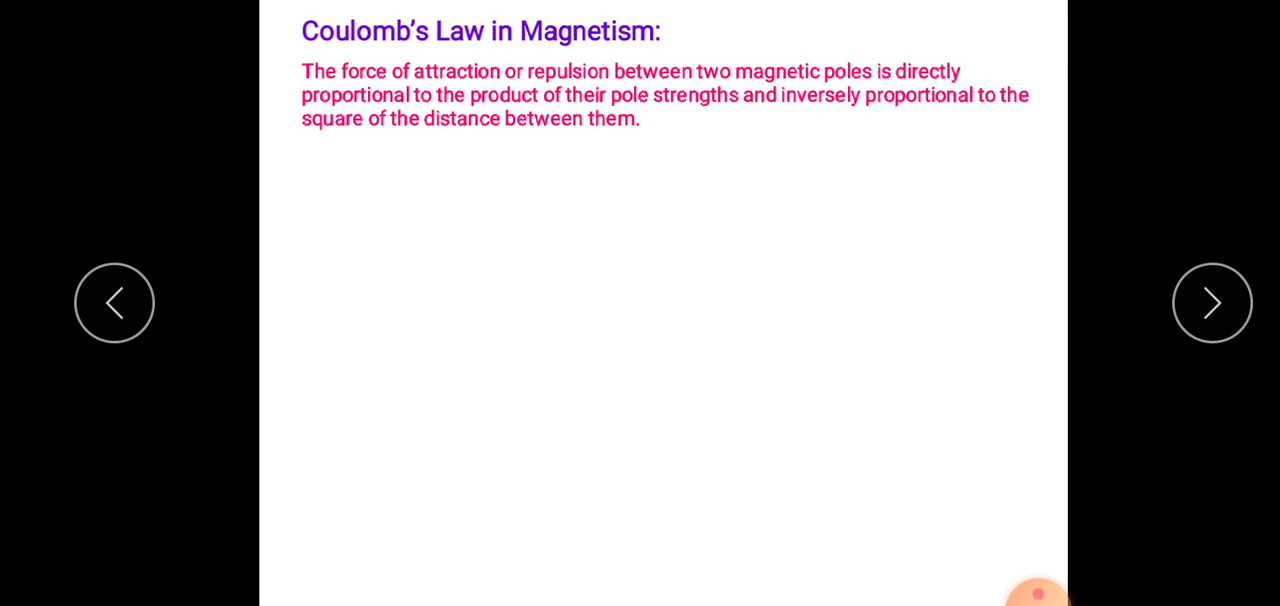 Coulomb’s Law in Magnetism:
The force of attraction or repulsion between two magnetic poles is directly
proportional to the product of their pole strengths and inversely proportional to the
square of the distance between them.